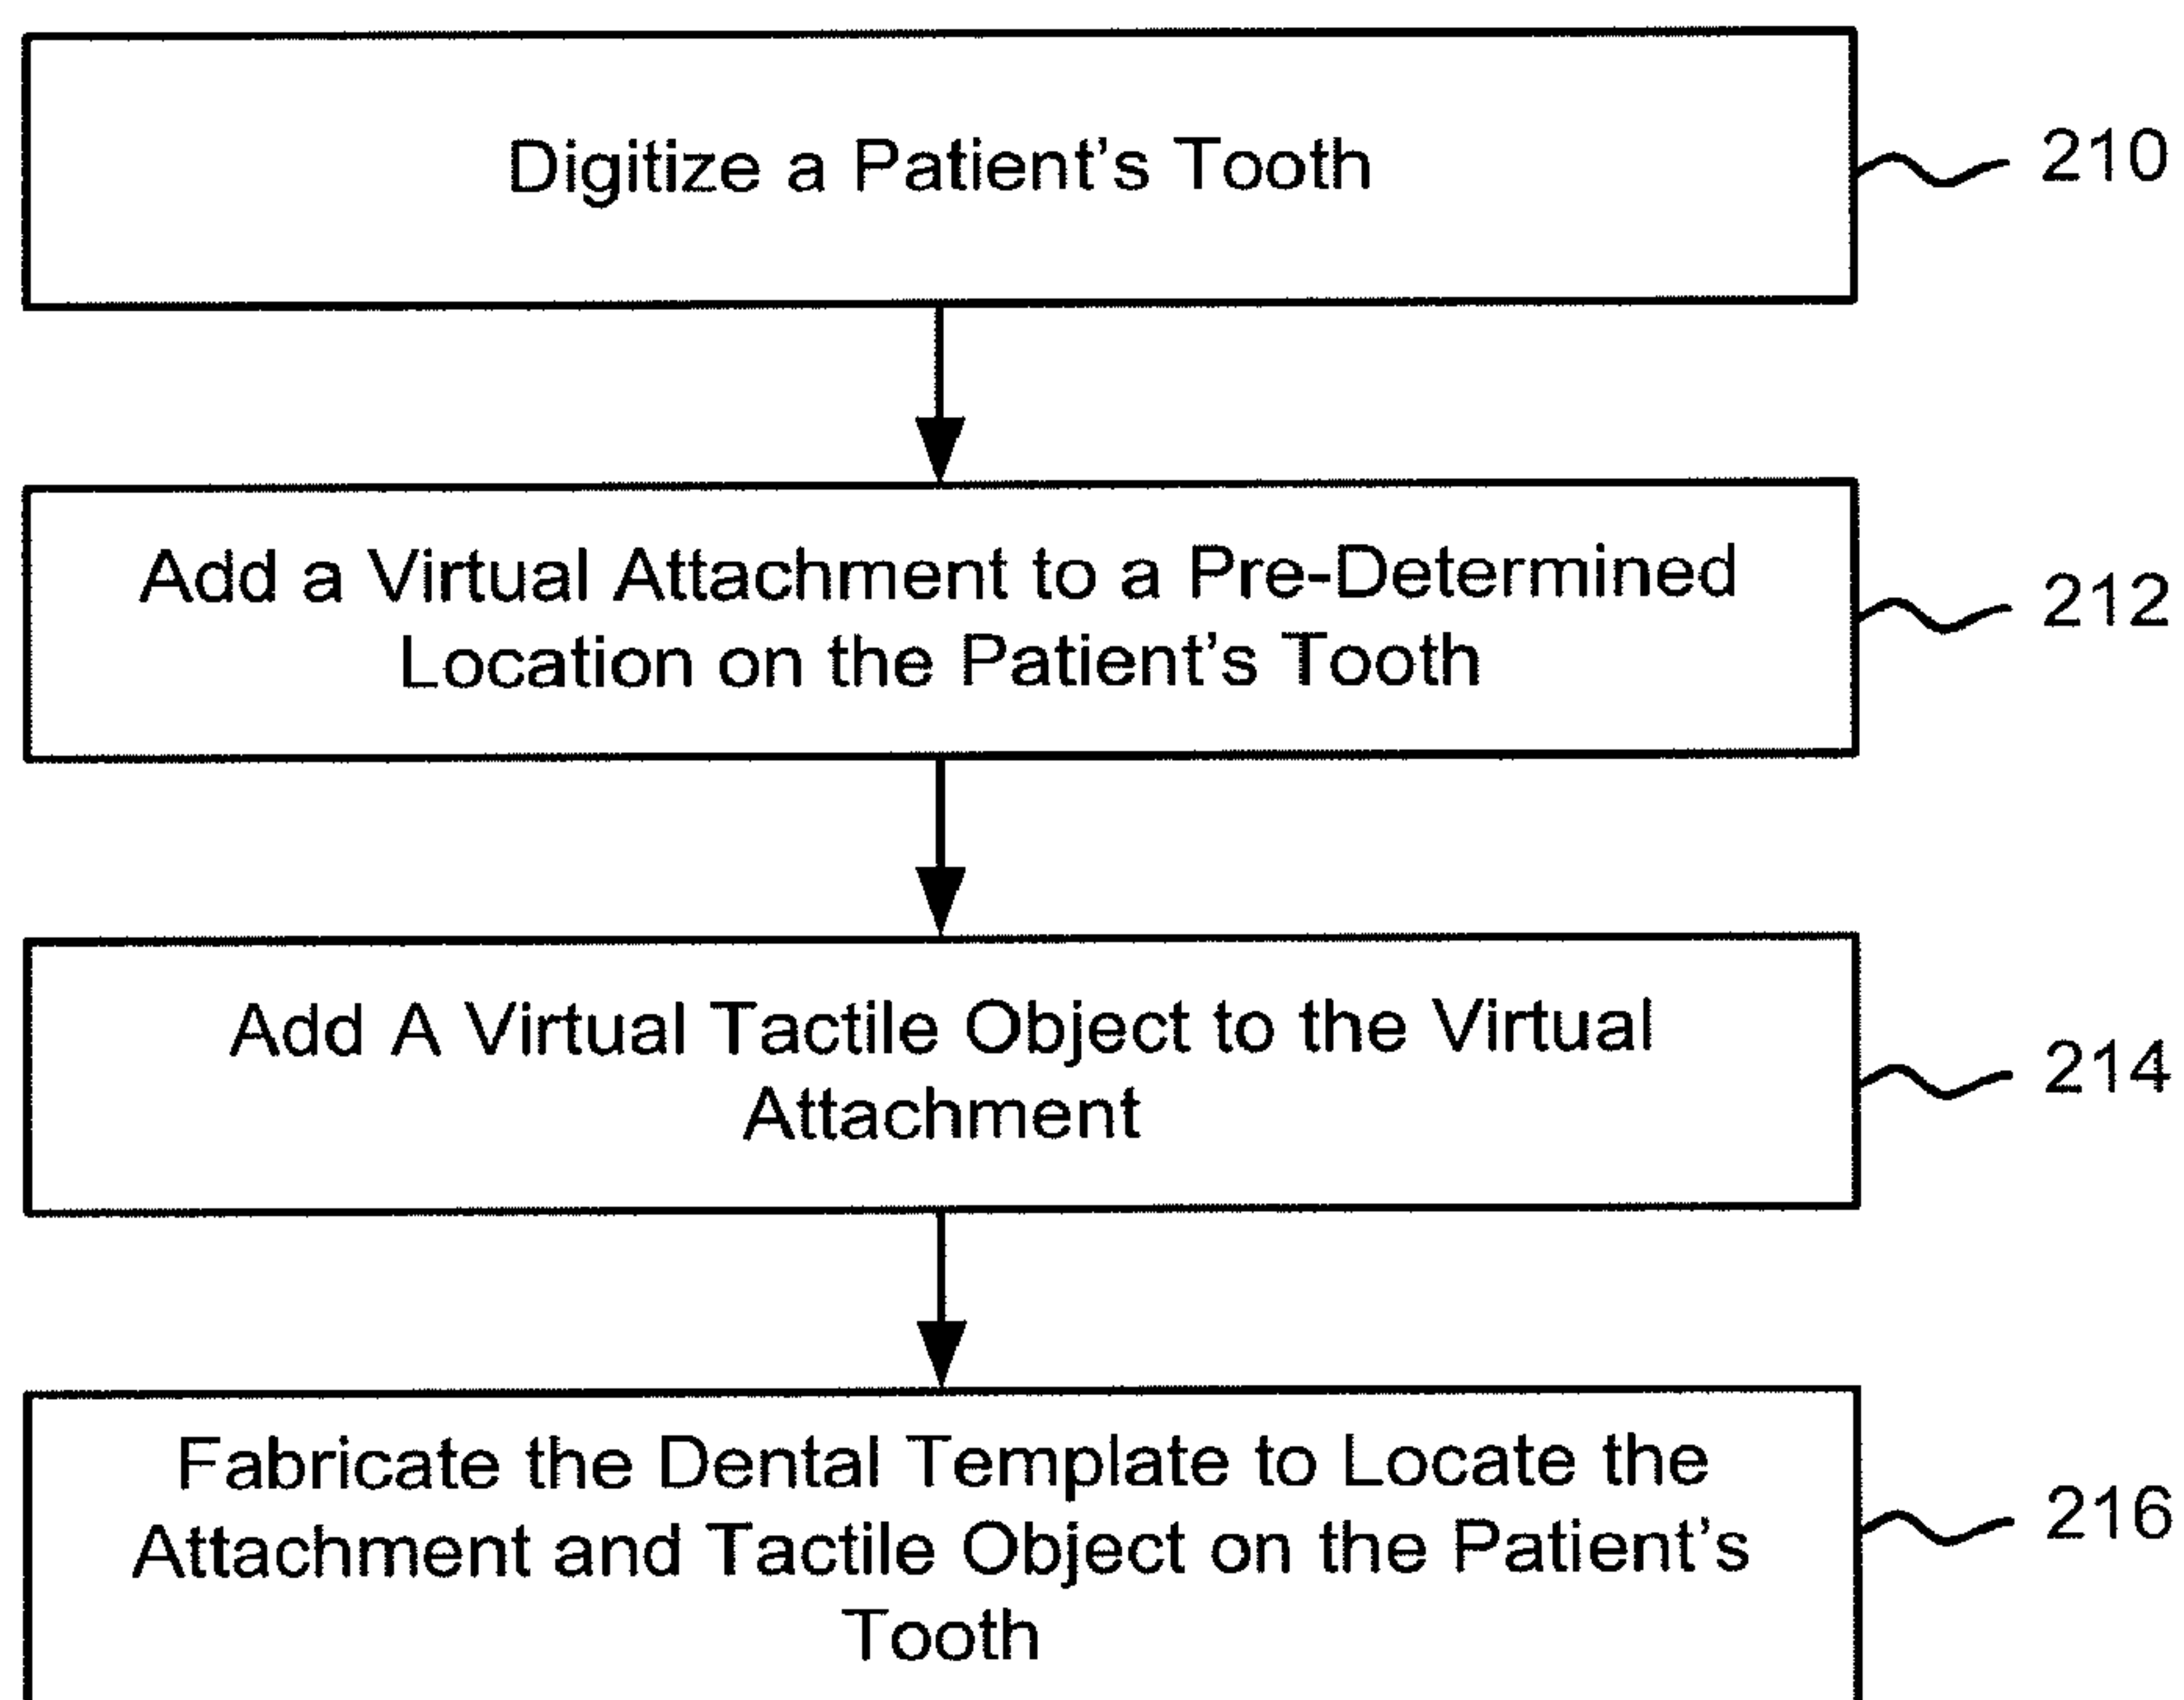 Digitize a Patient's Tooth
210
Add a Virtual Attachment to a Pre-Determined
Location on the Patient's Tooth
212
Add A Virtual Tactile Object to the Virtual
Attachment
214
Fabricate the Dental Template to Locate the
Attachment and Tactile Object on the Patient's
Tooth
216